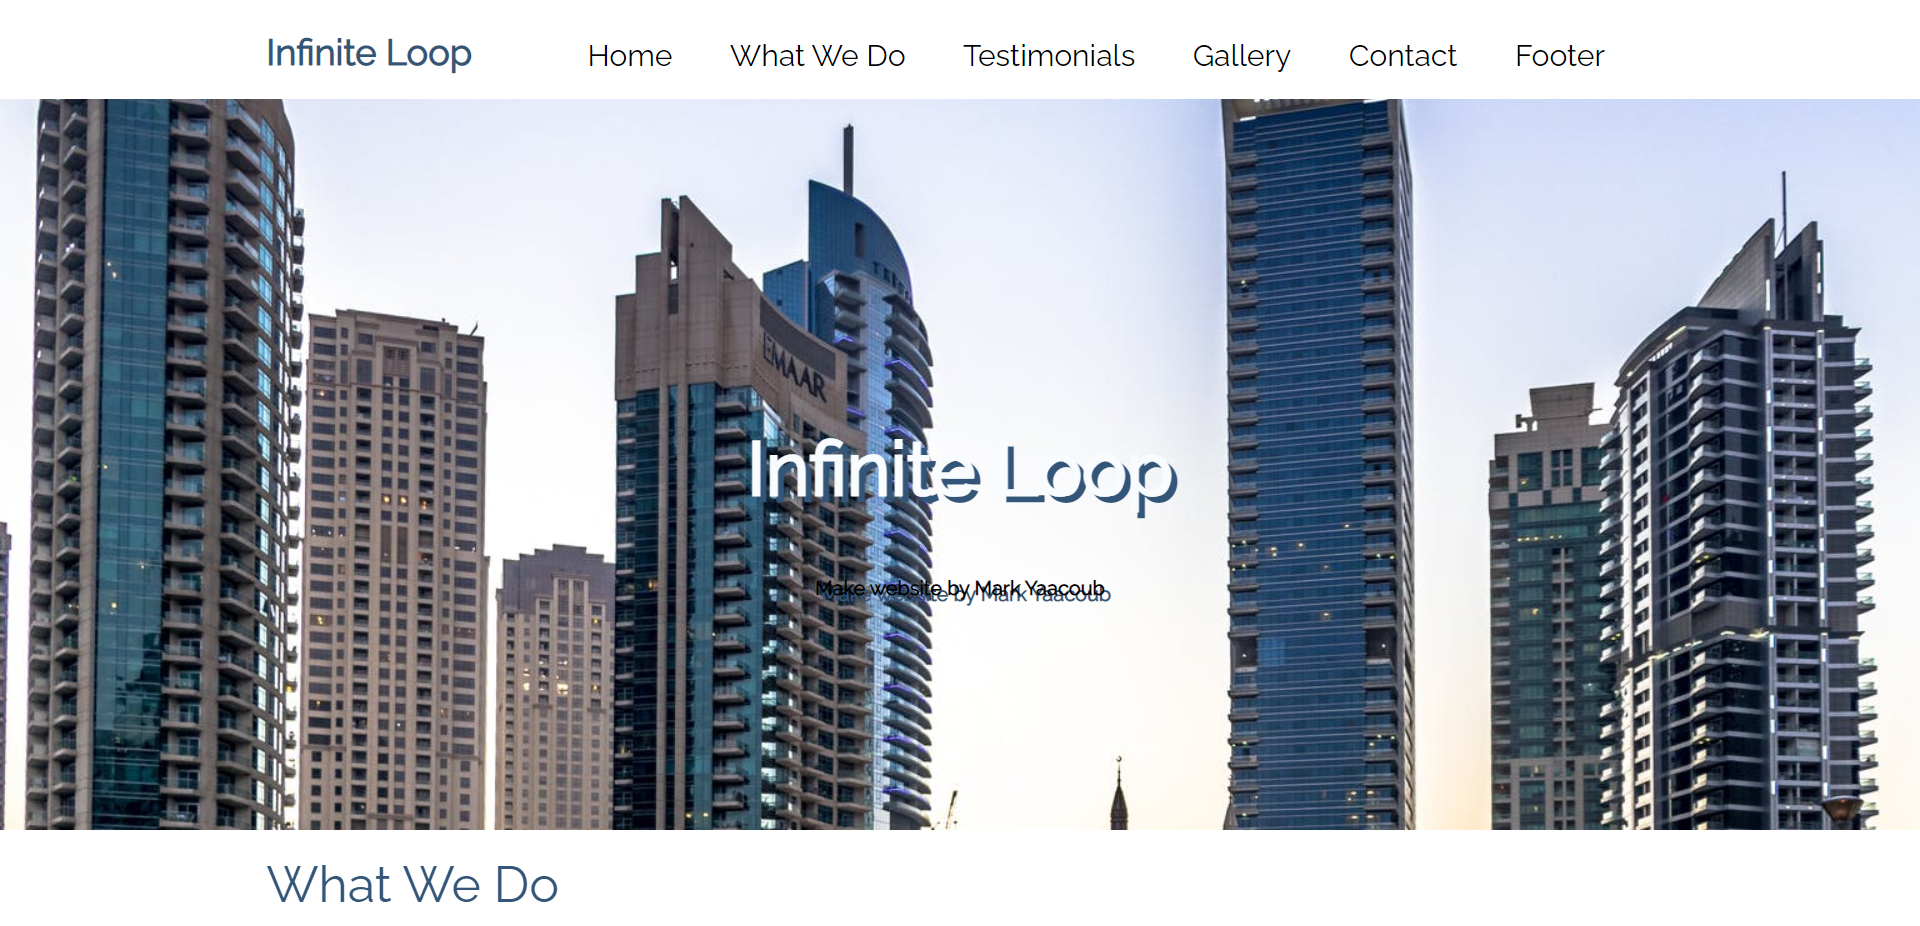 Infinite Loop
Home What We Do Testimonials Gallery Contact Footer
EMAAR
Infinite Loop
Make website by Mark Yaacoub
What We Do